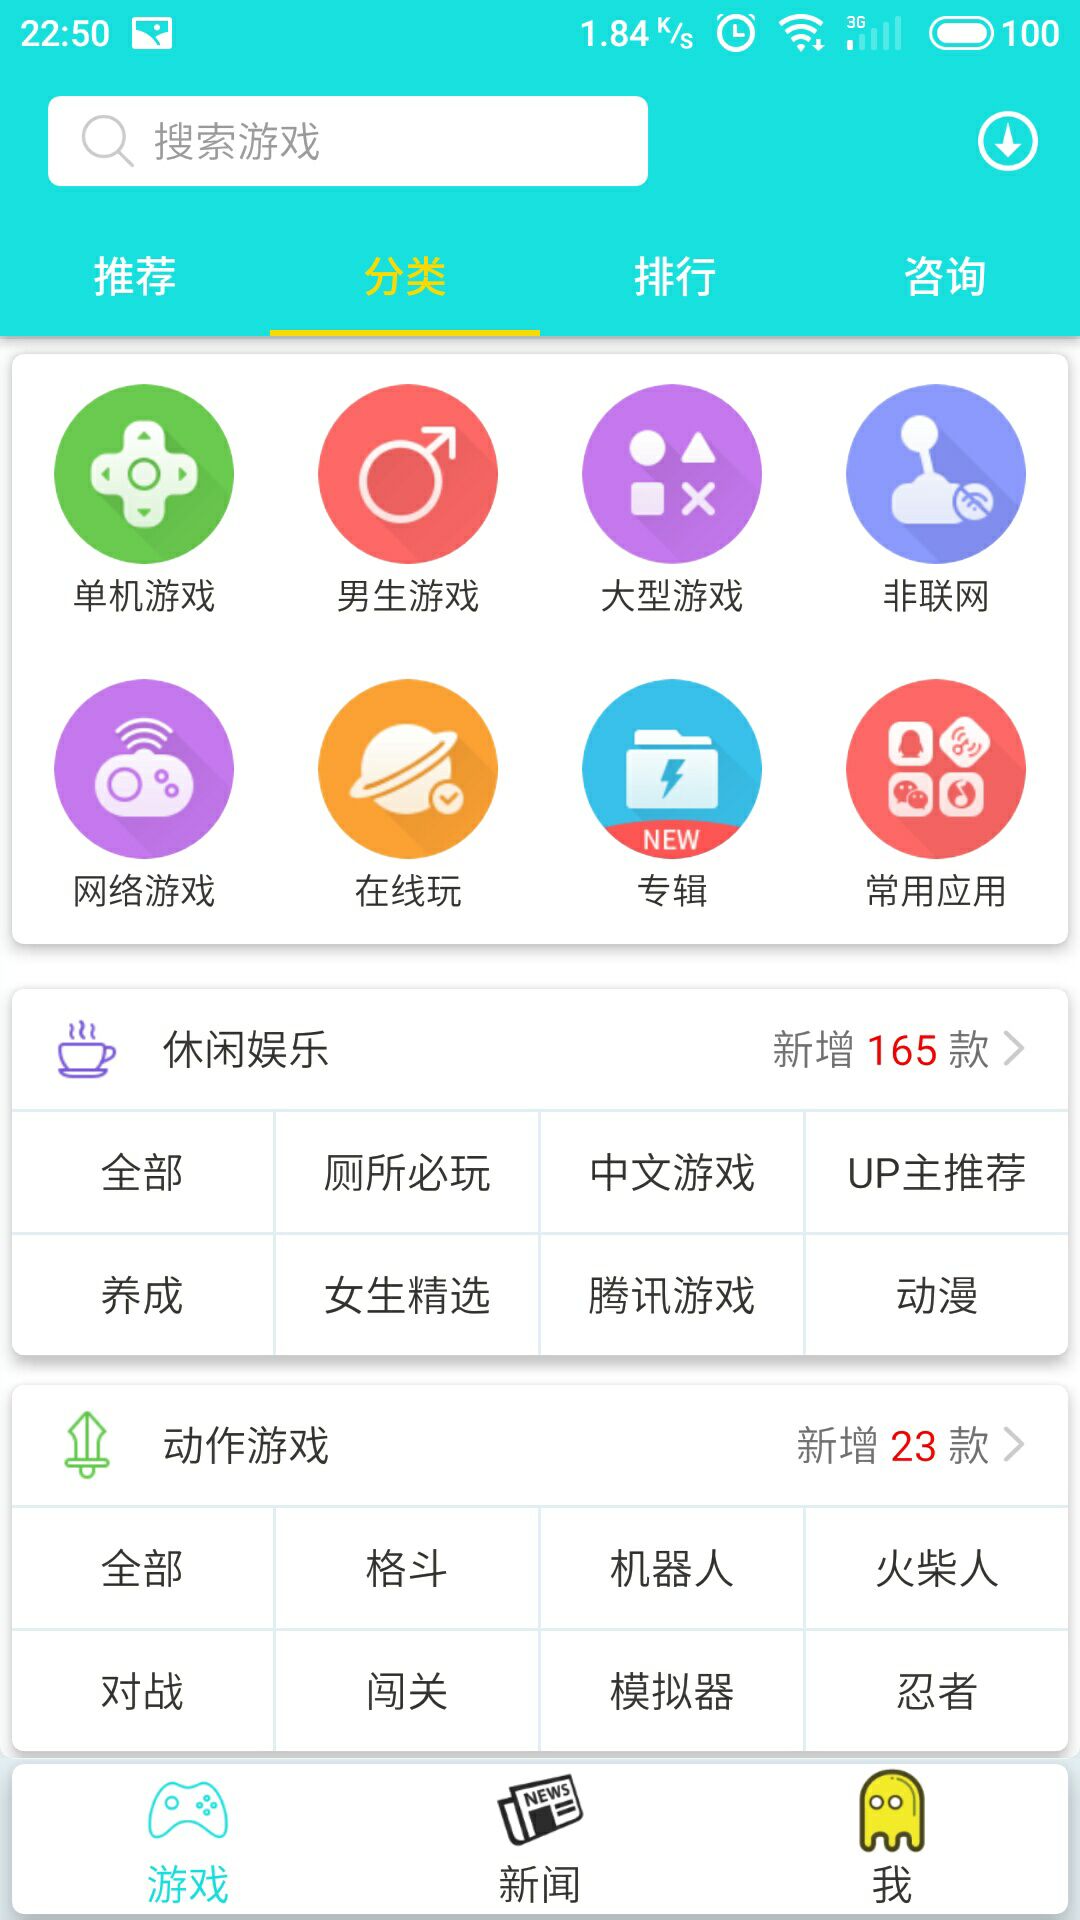 22:50 1.84 K/s 3G 100
搜索游戏
推荐 分类 排行 咨询
单机游戏 男生游戏 大型游戏 非联网
NEW
网络游戏 在线玩 专辑 常用应用
休闲娱乐 新增 165 款
全部 厕所必玩 中文游戏 UP主推荐
养成 女生精选 腾讯游戏 动漫
动作游戏 新增 23 款
全部 格斗 机器人 火柴人
对战 闯关 模拟器 忍者
NEWS
游戏 新闻 我